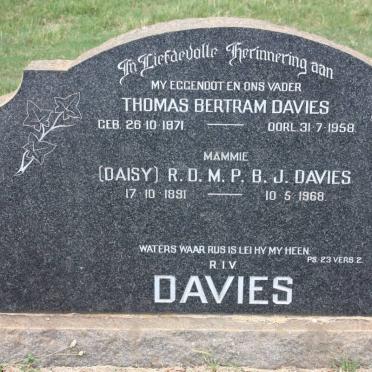 In Liefdevolle Herinnering aan
MY EGGENOOT EN ONS VADER
THOMAS BERTRAM DAVIES
GEB. 26·10·1871 — OORL. 31·7·1958.
MAMMIE
(DAISY) R. D. M. P. B. J. DAVIES
17·10·1891 — 10·5·1968.
WATERS WAAR RUS IS LEI HY MY HEEN.
PS. 23 VERS 2.
R.I.V.
DAVIES